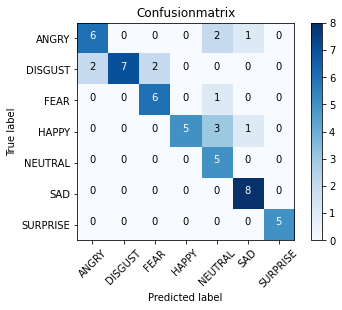 Confusionmatrix
True label
ANGRY 6 0 0 0 2 1 0
DISGUST 2 7 2 0 0 0 0
FEAR 0 0 6 0 1 0 0
HAPPY 0 0 0 5 3 1 0
NEUTRAL 0 0 0 0 5 0 0
SAD 0 0 0 0 0 8 0
SURPRISE 0 0 0 0 0 0 5
ANGRY DISGUST FEAR HAPPY NEUTRAL SAD SURPRISE
Predicted label
8
7
6
5
4
3
2
1
0